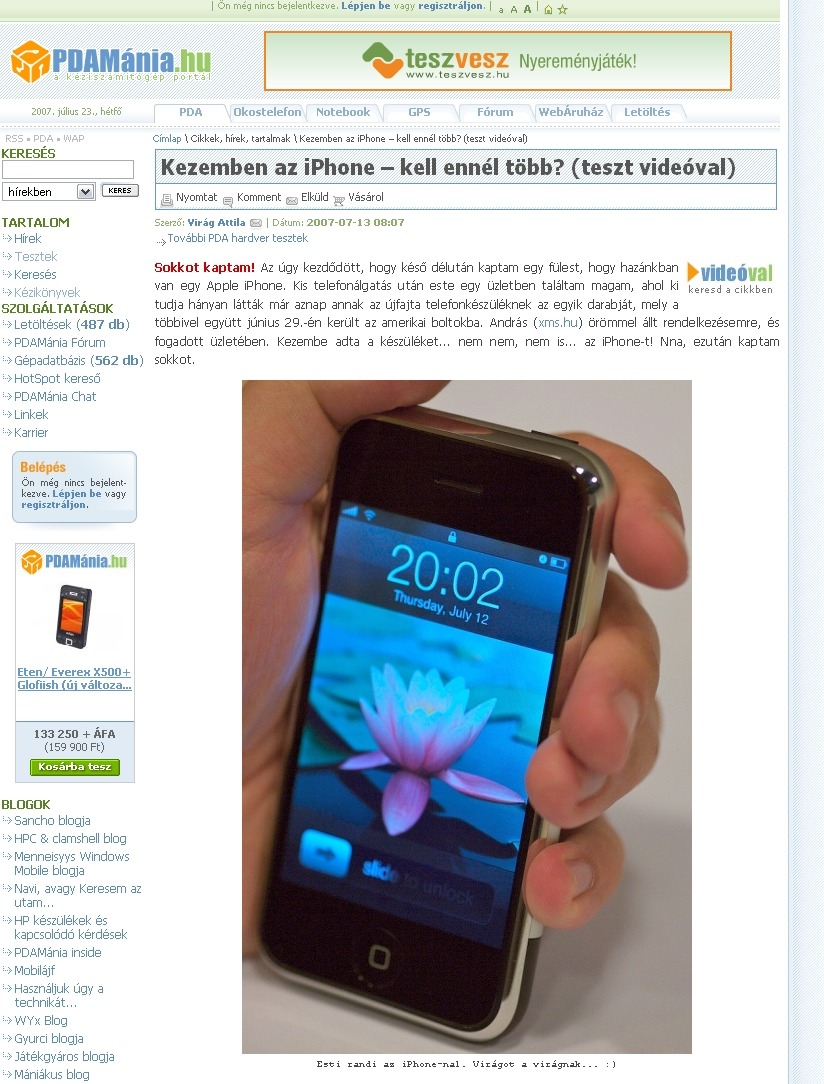 | Ön még nincs bejelentkezve. Lépjen be vagy regisztráljon. | a A A |
PDAMánia.hu
a kéziszámítógép portál
teszvesz
www.teszvesz.hu
Nyereményjáték!
2007. július 23., hétfő
PDA Okostelefon Notebook GPS Fórum WebÁruház Letöltés
RSS • PDA • WAP
KERESÉS
hírekben
KERES
TARTALOM
Hírek
Tesztek
Keresés
Kézikönyvek
SZOLGÁLTATÁSOK
Letöltések (487 db)
PDAMánia Fórum
Gépadatbázis (562 db)
HotSpot kereső
PDAMánia Chat
Linkek
Karrier
Belépés
Ön még nincs bejelent-
kezve. Lépjen be vagy
regisztráljon.
PDAMánia.hu
Eten/ Everex X500+
Glofiish (új változa...
133 250 + ÁFA
(159 900 Ft)
Kosárba tesz
BLOGOK
Sancho blogja
HPC & clamshell blog
Menneisyys Windows
Mobile blogja
Navi, avagy Keresem az
utam...
HP készülékek és
kapcsolódó kérdések
PDAMánia inside
Mobilájf
Használjuk úgy a
technikát...
WYx Blog
Gyurci blogja
Játékgyáros blogja
Mániákus blog
Címlap \ Cikkek, hírek, tartalmak \ Kezemben az iPhone – kell ennél több? (teszt videóval)
Kezemben az iPhone – kell ennél több? (teszt videóval)
Nyomtat Komment Elküld Vásárol
Szerző: Virág Attila | Dátum: 2007-07-13 08:07
További PDA hardver tesztek
videóval
keresd a cikkben
Sokkot kaptam! Az úgy kezdődött, hogy késő délután kaptam egy fülest, hogy hazánkban
van egy Apple iPhone. Kis telefonálgatás után este egy üzletben találtam magam, ahol ki
tudja hányan látták már aznap annak az újfajta telefonkészüléknek az egyik darabját, mely a
többivel együtt június 29.-én került az amerikai boltokba. András (xms.hu) örömmel állt rendelkezésemre, és
fogadott üzletében. Kezembe adta a készüléket... nem nem, nem is... az iPhone-t! Nna, ezután kaptam
sokkot.
20:02
Thursday, July 12
slide to unlock
Esti randi az iPhone-nal. Virágot a virágnak... :)